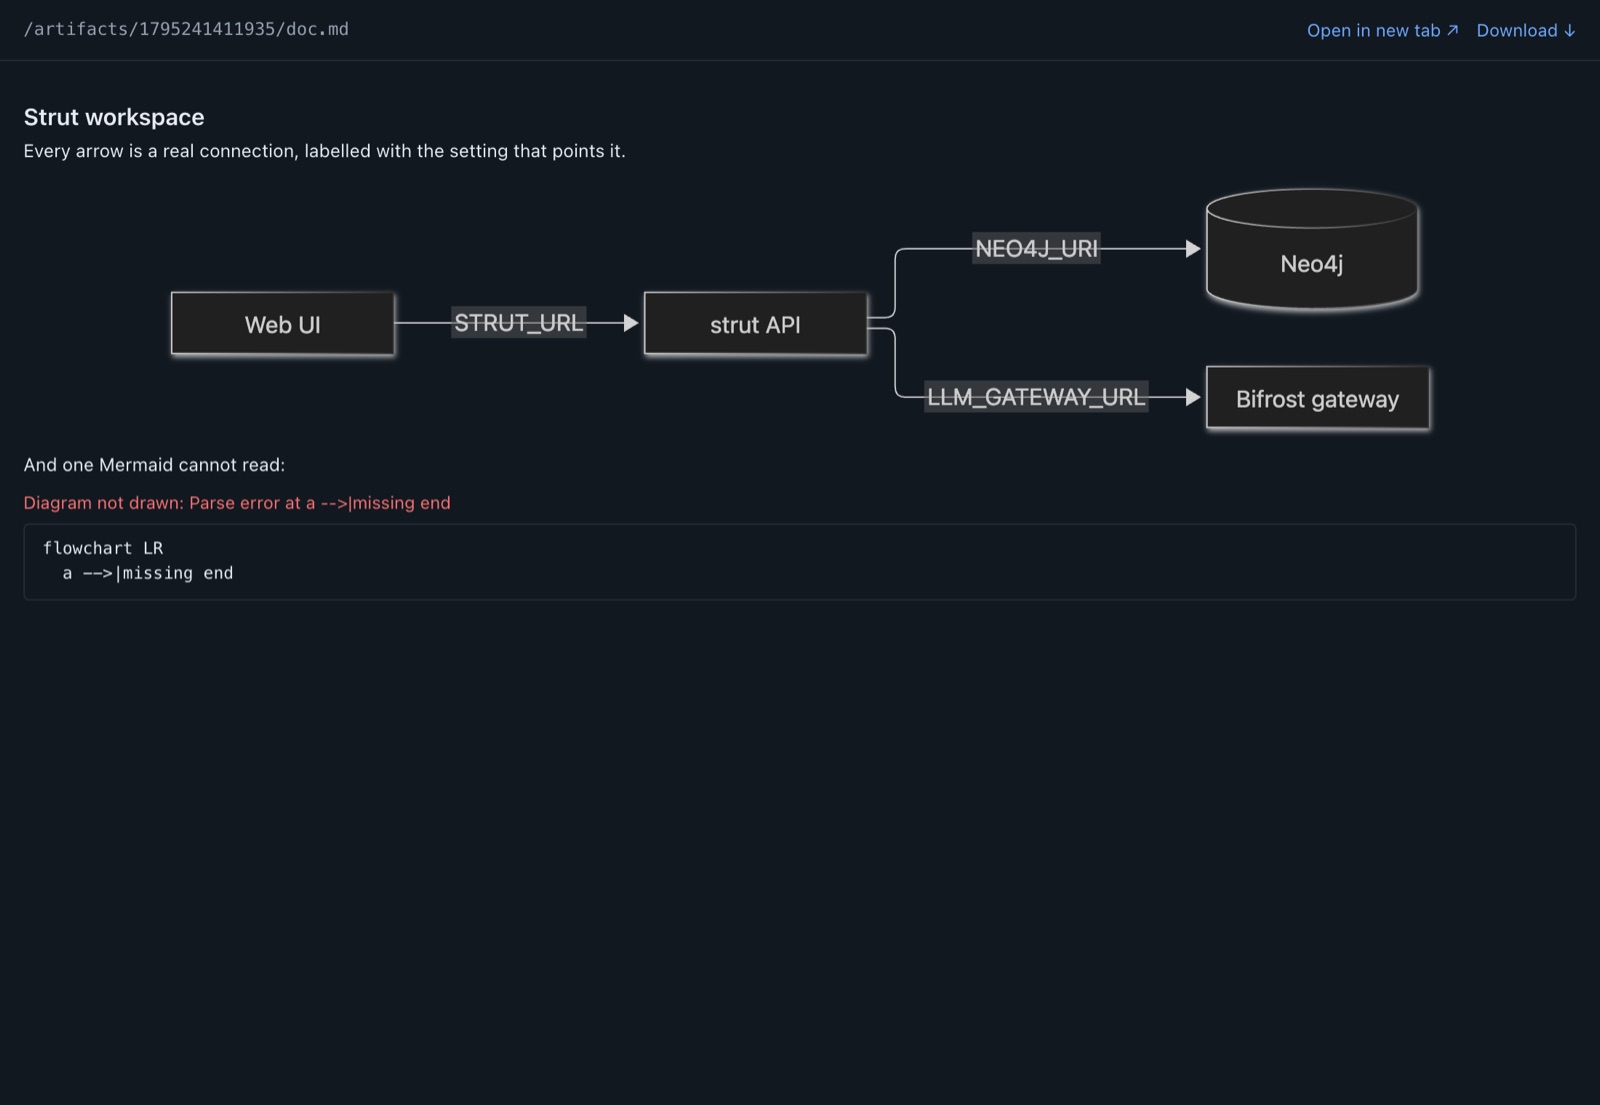 /artifacts/1795241411935/doc.md
Open in new tab ↗ Download ↓
Strut workspace
Every arrow is a real connection, labelled with the setting that points it.
NEO4J_URI
Neo4j
Web UI
STRUT_URL
strut API
LLM_GATEWAY_URL
Bifrost gateway
And one Mermaid cannot read:
Diagram not drawn: Parse error at a -->|missing end
flowchart LR
  a -->|missing end